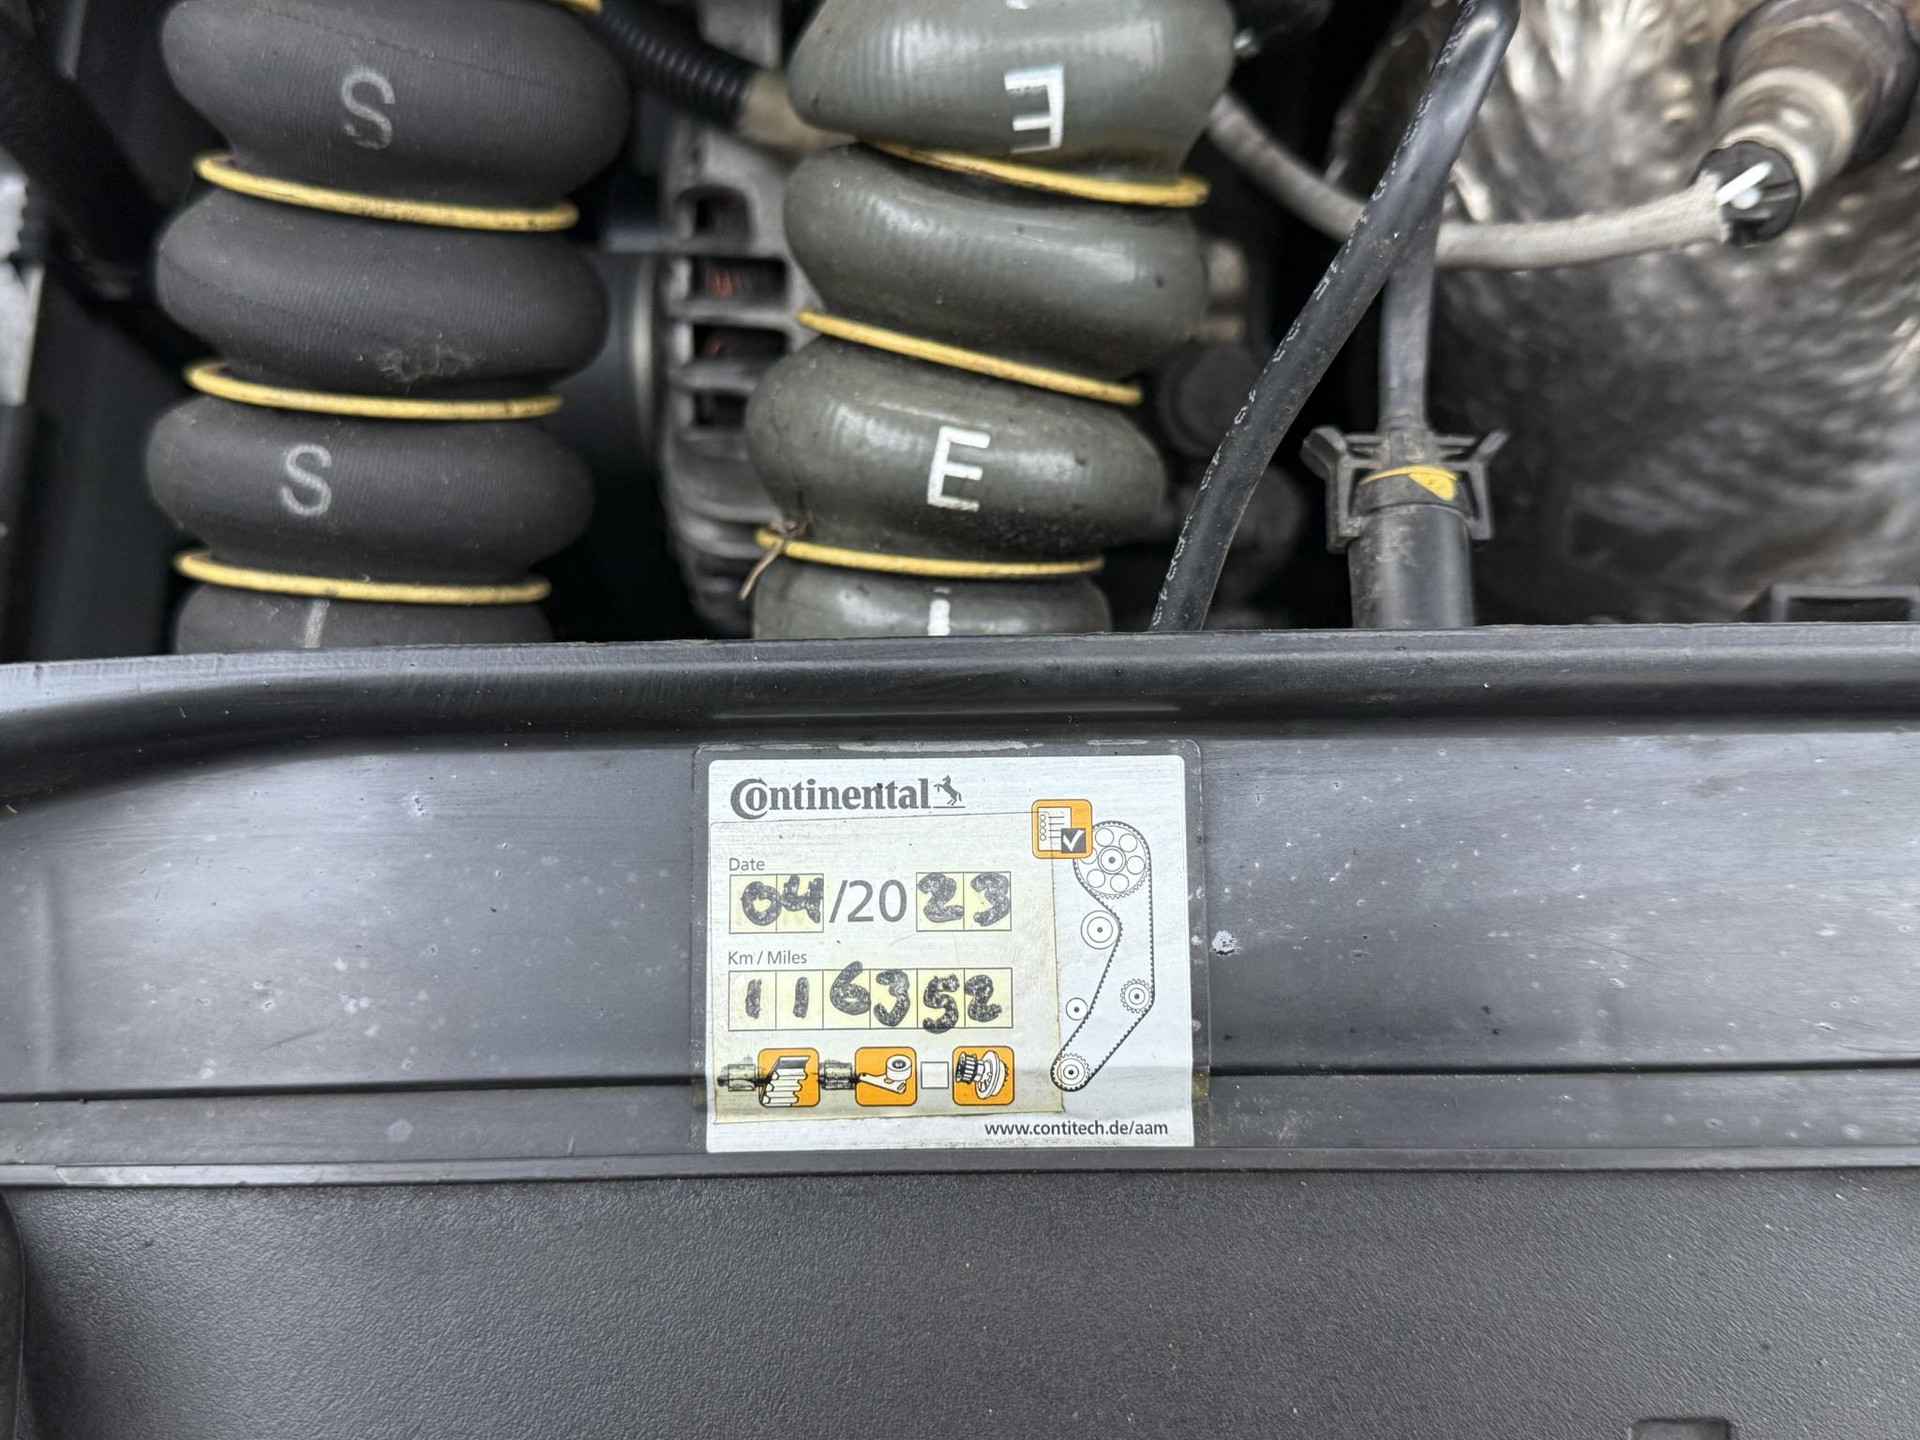 S
E
S
E
Continental
Date
04/2023
Km / Miles
116352
www.contitech.de/aam